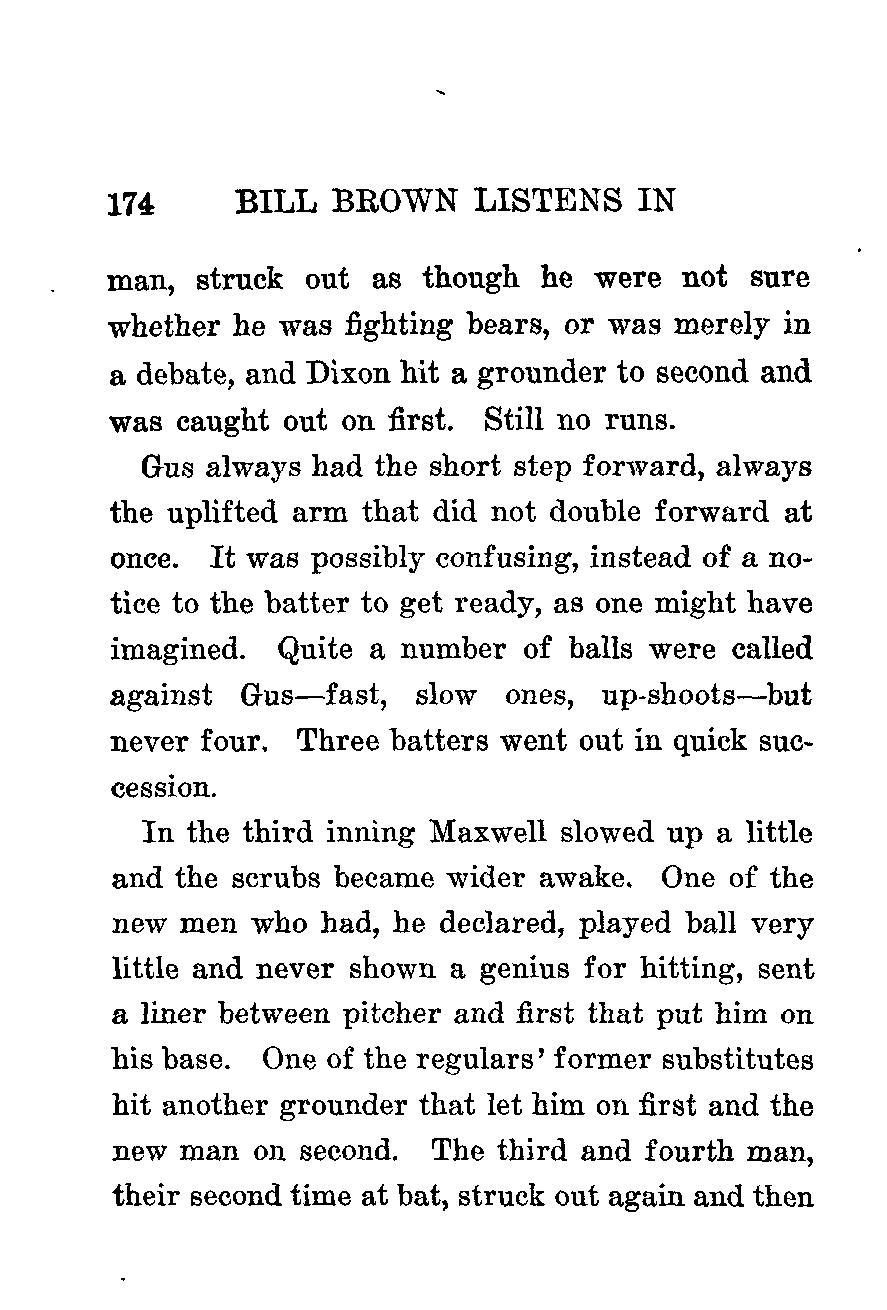 174 BILL BROWN LISTENS IN
man, struck out as though he were not sure
whether he was fighting bears, or was merely in
a debate, and Dixon hit a grounder to second and
was caught out on first. Still no runs.
Gus always had the short step forward, always
the uplifted arm that did not double forward at
once. It was possibly confusing, instead of a no-
tice to the batter to get ready, as one might have
imagined. Quite a number of balls were called
against Gus—fast, slow ones, up-shoots—but
never four. Three batters went out in quick suc-
cession.
In the third inning Maxwell slowed up a little
and the scrubs became wider awake. One of the
new men who had, he declared, played ball very
little and never shown a genius for hitting, sent
a liner between pitcher and first that put him on
his base. One of the regulars' former substitutes
hit another grounder that let him on first and the
new man on second. The third and fourth man,
their second time at bat, struck out again and then